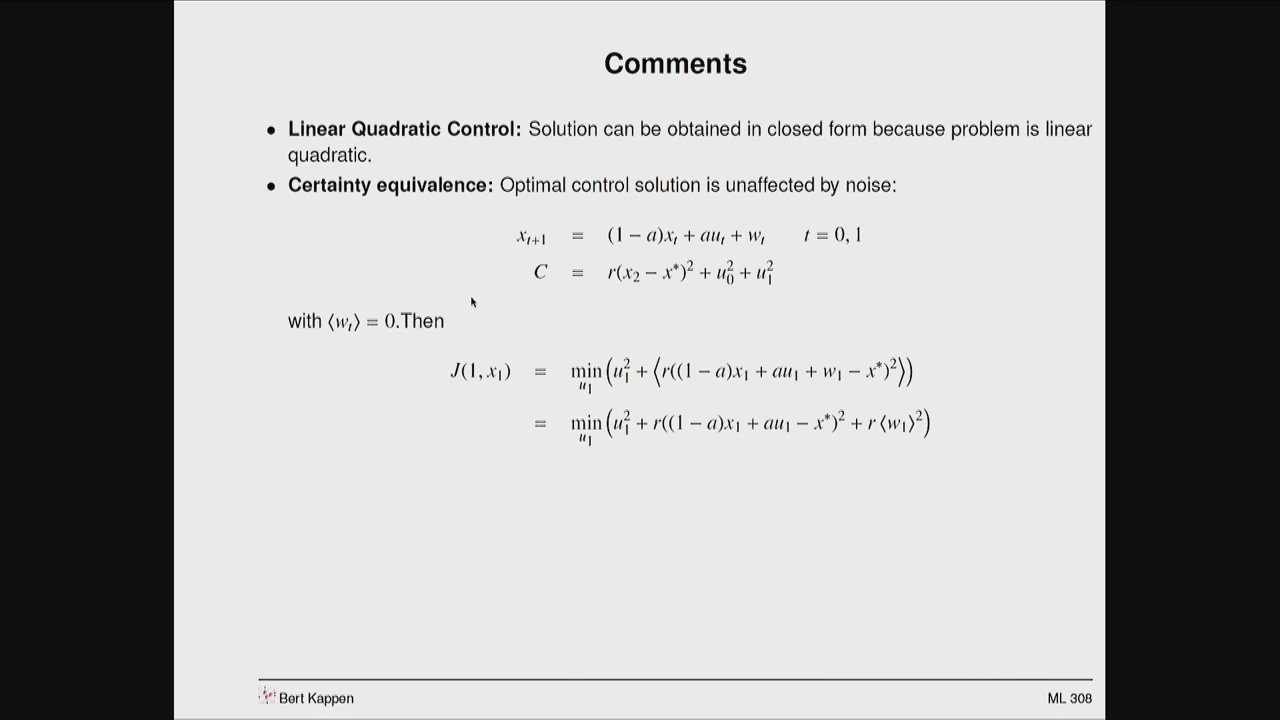 Comments
• Linear Quadratic Control: Solution can be obtained in closed form because problem is linear
quadratic.
• Certainty equivalence: Optimal control solution is unaffected by noise:
x_{t+1} = (1 − a)x_t + au_t + w_t t = 0, 1
C = r(x_2 − x*)^2 + u_0^2 + u_1^2
with ⟨w_t⟩ = 0.Then
J(1, x_1) = min_{u_1} (u_1^2 + ⟨r((1 − a)x_1 + au_1 + w_1 − x*)^2⟩)
= min_{u_1} (u_1^2 + r((1 − a)x_1 + au_1 − x*)^2 + r⟨w_1⟩^2)
Bert Kappen ML 308